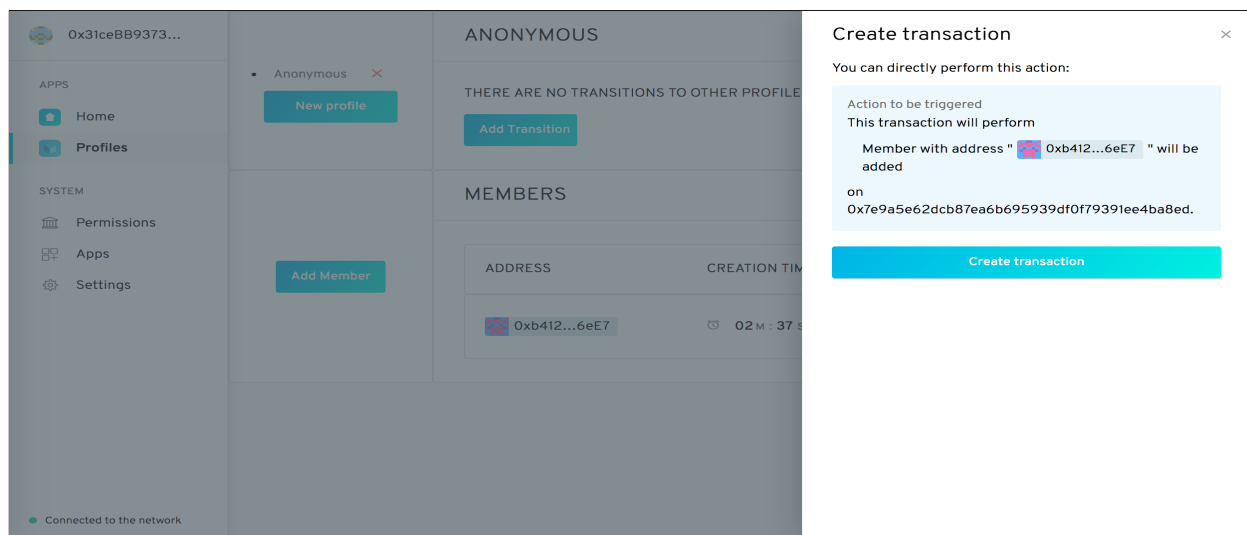 0x31ceBB9373...
APPS
Home
Profiles
SYSTEM
Permissions
Apps
Settings
Connected to the network
Anonymous
New profile
Add Member
ANONYMOUS
THERE ARE NO TRANSITIONS TO OTHER PROFILE
Add Transition
MEMBERS
ADDRESS CREATION TIM
0xb412...6eE7 02 M : 37 S
Create transaction
You can directly perform this action:
Action to be triggered
This transaction will perform
Member with address " 0xb412...6eE7 " will be
added
on
0x7e9a5e62dcb87ea6b695939df0f79391ee4ba8ed.
Create transaction